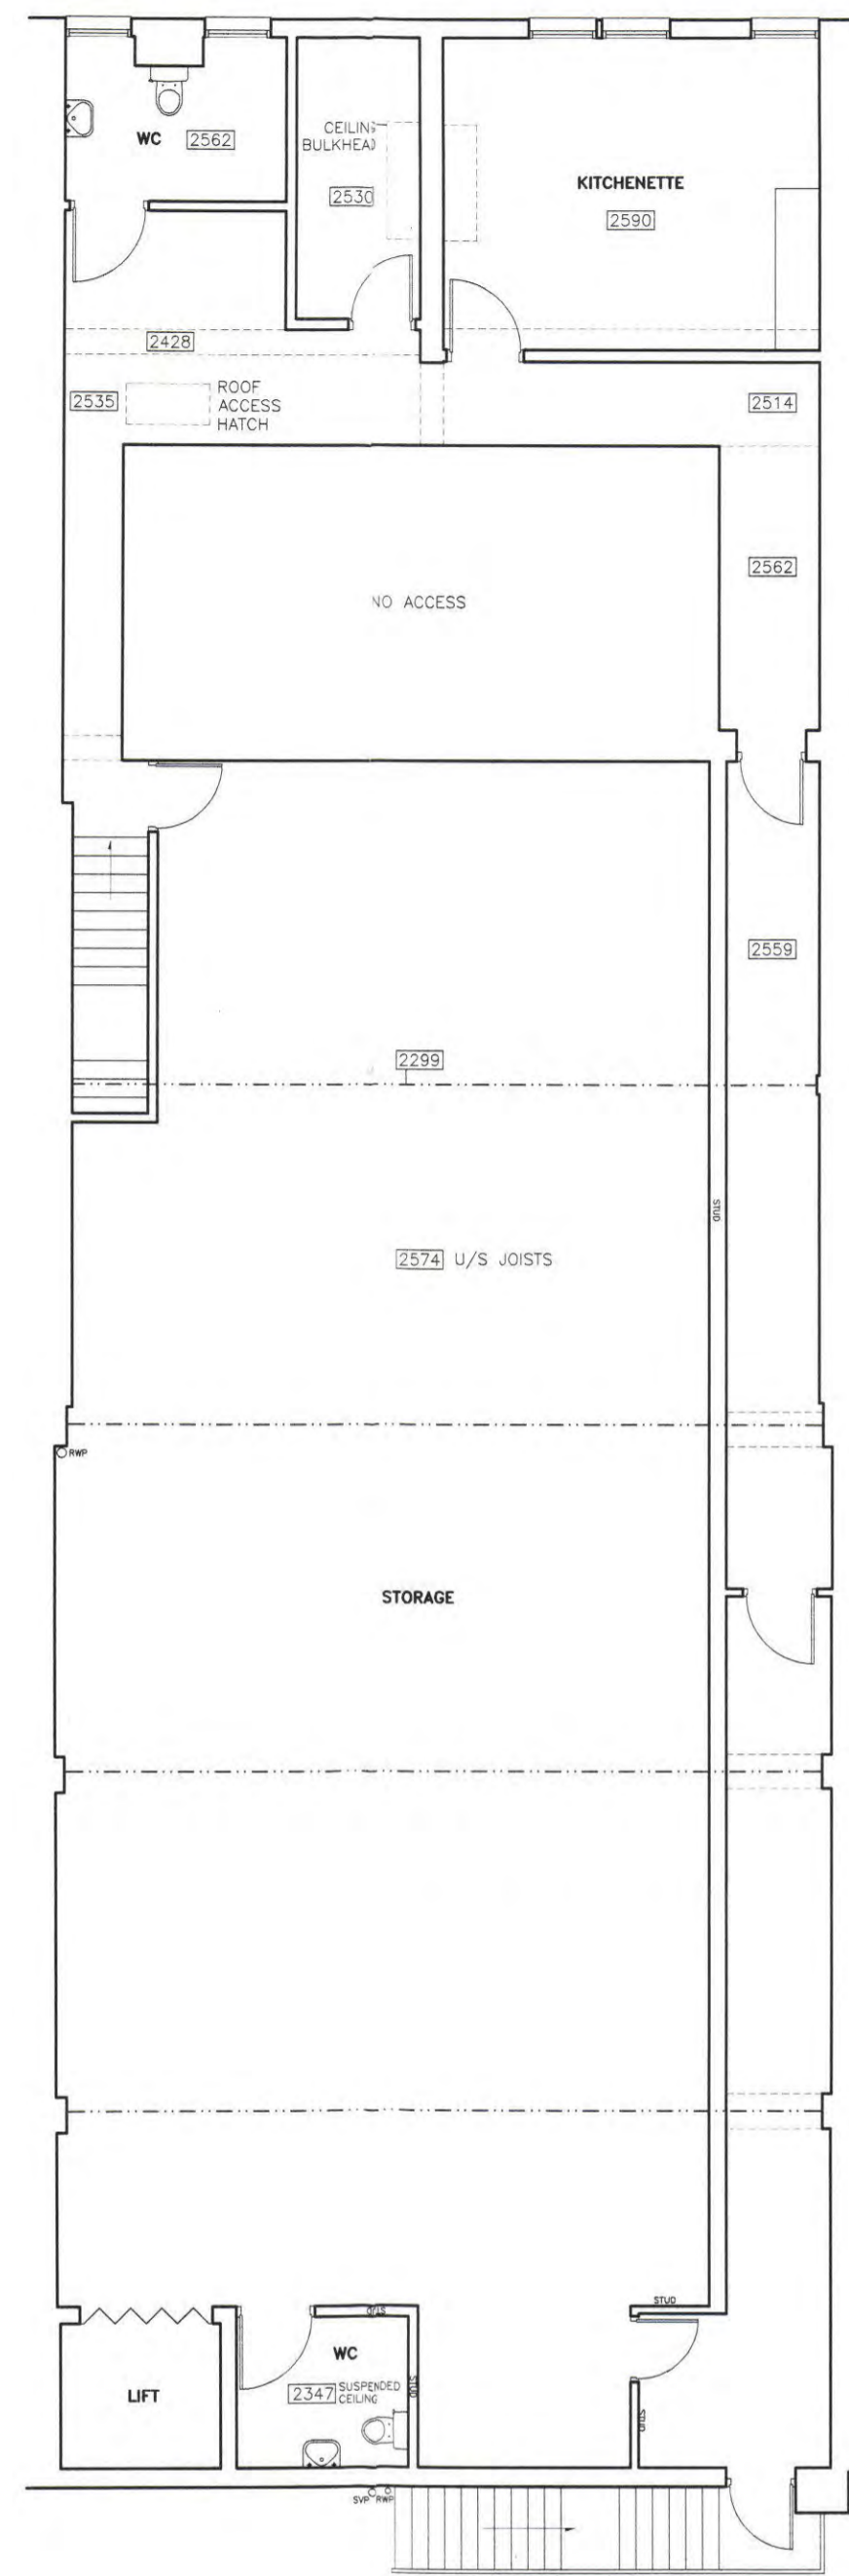 WC 2562
CEILING
BULKHEAD
2530
KITCHENETTE
2590
2428
2535
ROOF
ACCESS
HATCH
2514
2562
NO ACCESS
2559
2299
STUD
2574 U/S JOISTS
RWP
STORAGE
STUD
STUD
WC
2347 SUSPENDED
CEILING
STUD
LIFT
STUD
SVP RWP